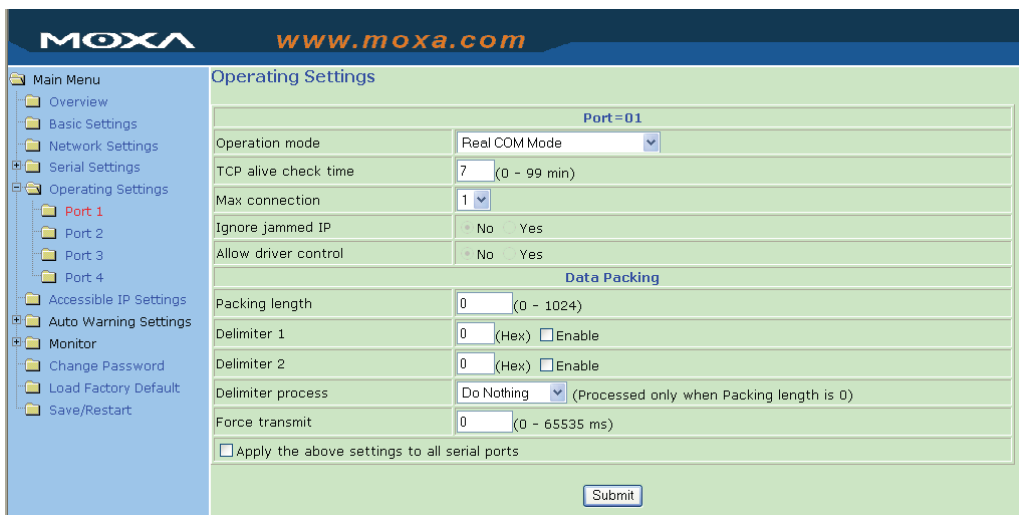 MOXA www.moxa.com
Main Menu
Overview
Basic Settings
Network Settings
Serial Settings
Operating Settings
Port 1
Port 2
Port 3
Port 4
Accessible IP Settings
Auto Warning Settings
Monitor
Change Password
Load Factory Default
Save/Restart
Operating Settings
Port=01
Operation mode Real COM Mode
TCP alive check time 7 (0 - 99 min)
Max connection 1
Ignore jammed IP No Yes
Allow driver control No Yes
Data Packing
Packing length 0 (0 - 1024)
Delimiter 1 0 (Hex) Enable
Delimiter 2 0 (Hex) Enable
Delimiter process Do Nothing (Processed only when Packing length is 0)
Force transmit 0 (0 - 65535 ms)
Apply the above settings to all serial ports
Submit